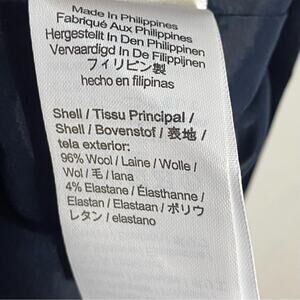 Made In Philippines
Fabriqué Aux Philippines
Hergestellt In Den Philippinen
Vervaardigd In De Filippijnen
フィリピン製
hecho en filipinas
Shell / Tissu Principal /
Shell / Bovenstof / 表地 /
tela exterior:
96% Wool / Laine / Wolle /
Wol / 毛 / lana
4% Elastane / Élasthanne /
Elastan / Elastaan / ポリウ
レタン / elastano